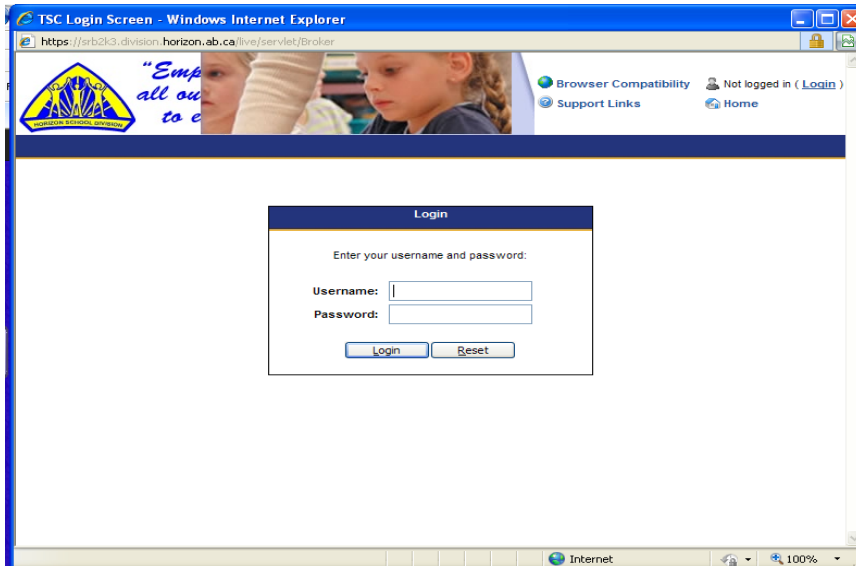 TSC Login Screen - Windows Internet Explorer
https://srb2k3.division.horizon.ab.ca/live/servlet/Broker
"Emp
all ou
to e
HORIZON SCHOOL DIVISION
Browser Compatibility
Not logged in ( Login )
Support Links
Home
Login
Enter your username and password:
Username:
Password:
Login
Reset
Internet
100%